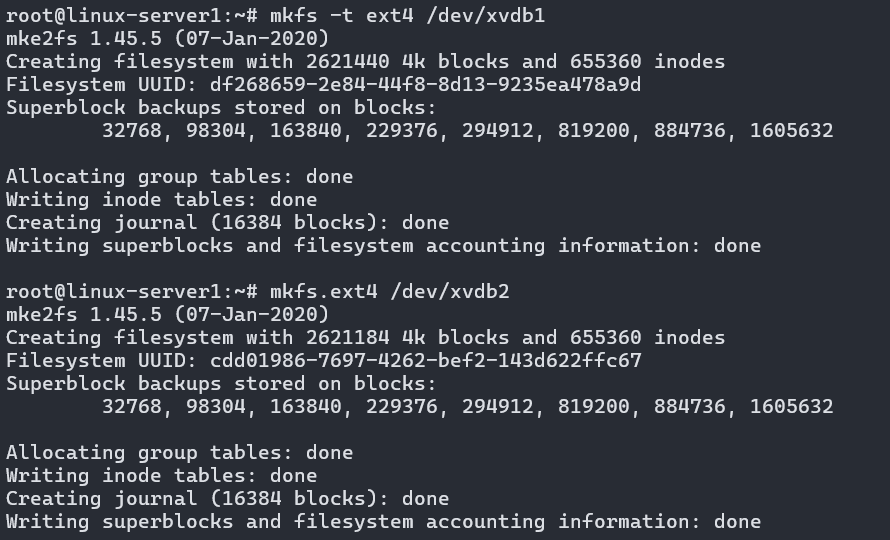 root@linux-server1:~# mkfs -t ext4 /dev/xvdb1
mke2fs 1.45.5 (07-Jan-2020)
Creating filesystem with 2621440 4k blocks and 655360 inodes
Filesystem UUID: df268659-2e84-44f8-8d13-9235ea478a9d
Superblock backups stored on blocks:
        32768, 98304, 163840, 229376, 294912, 819200, 884736, 1605632

Allocating group tables: done
Writing inode tables: done
Creating journal (16384 blocks): done
Writing superblocks and filesystem accounting information: done

root@linux-server1:~# mkfs.ext4 /dev/xvdb2
mke2fs 1.45.5 (07-Jan-2020)
Creating filesystem with 2621184 4k blocks and 655360 inodes
Filesystem UUID: cdd01986-7697-4262-bef2-143d622ffc67
Superblock backups stored on blocks:
        32768, 98304, 163840, 229376, 294912, 819200, 884736, 1605632

Allocating group tables: done
Writing inode tables: done
Creating journal (16384 blocks): done
Writing superblocks and filesystem accounting information: done